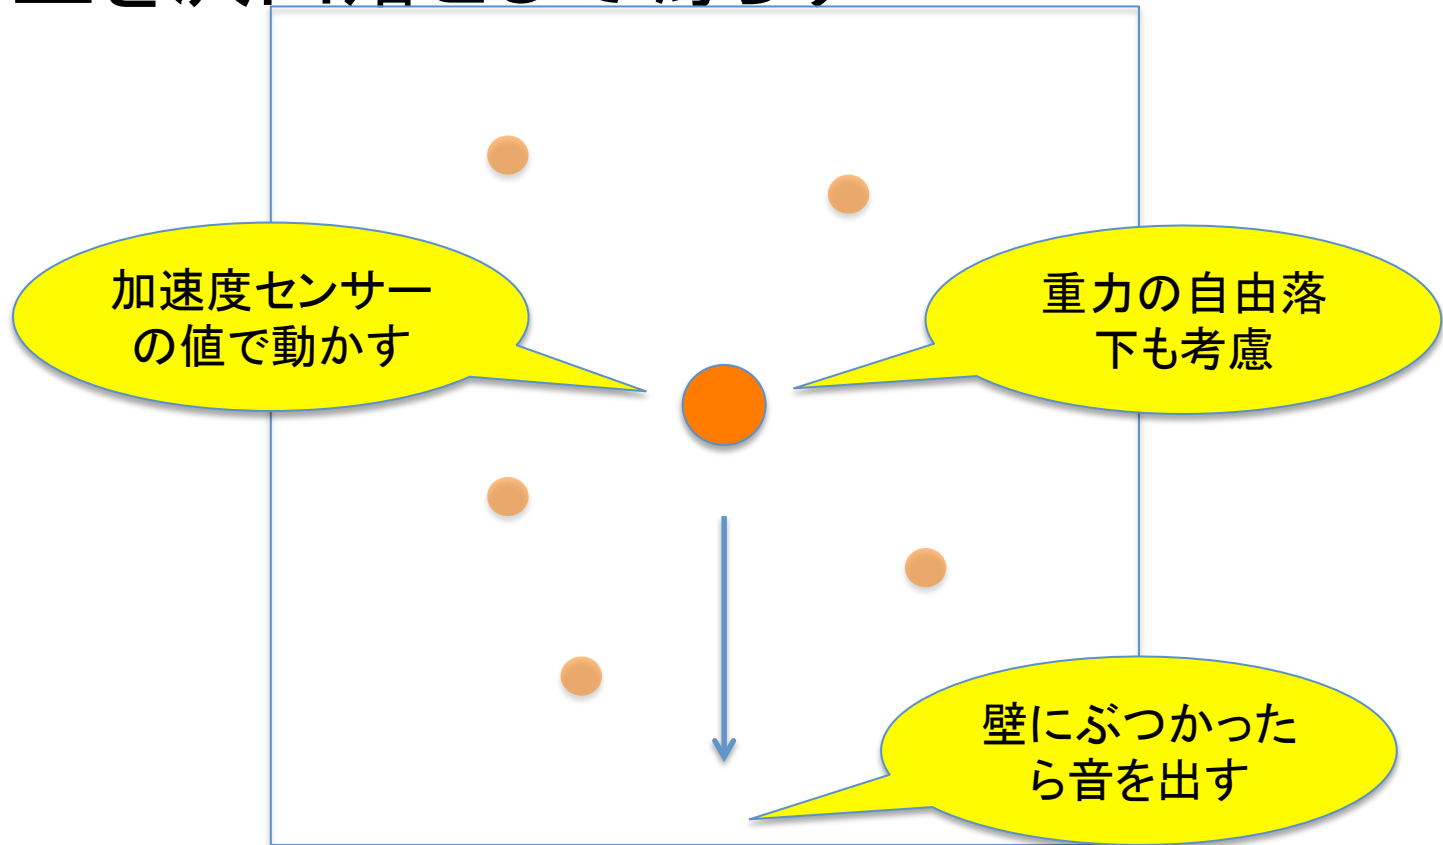 加速度センサー
の値で動かす
重力の自由落
下も考慮
壁にぶつかった
ら音を出す